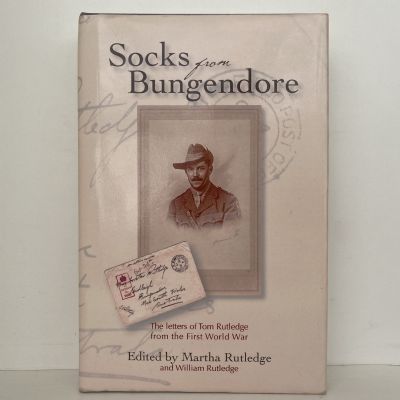 Socks from
Bungendore
The letters of Tom Rutledge
from the First World War
Edited by Martha Rutledge
and William Rutledge